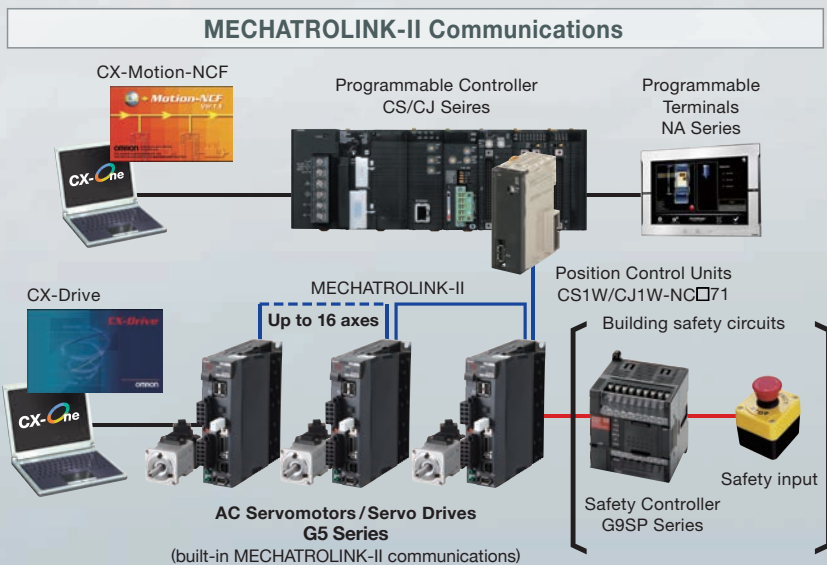 MECHATROLINK-II Communications
CX-Motion-NCF
Motion-NCF
OMRON
CX-One
Programmable Controller
CS/CJ Seires
Programmable
Terminals
NA Series
Position Control Units
CS1W/CJ1W-NC□71
MECHATROLINK-II
Up to 16 axes
CX-Drive
CX-Drive
omron
CX-One
Building safety circuits
Safety Controller
G9SP Series
Safety input
AC Servomotors/Servo Drives
G5 Series
(built-in MECHATROLINK-II communications)